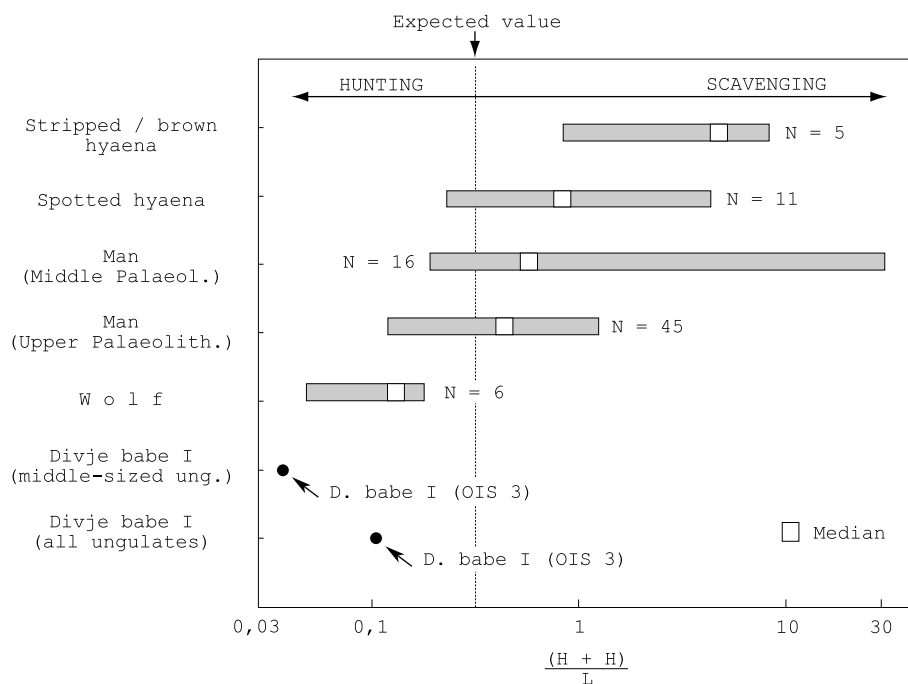 Expected value
HUNTING
SCAVENGING
Stripped / brown
hyaena
N = 5
Spotted hyaena
N = 11
Man
(Middle Palaeol.)
N = 16
Man
(Upper Palaeolith.)
N = 45
W o l f
N = 6
Divje babe I
(middle-sized ung.)
D. babe I (OIS 3)
Divje babe I
(all ungulates)
D. babe I (OIS 3)
Median
0,03
0,1
1
10
30
(H + H)
L